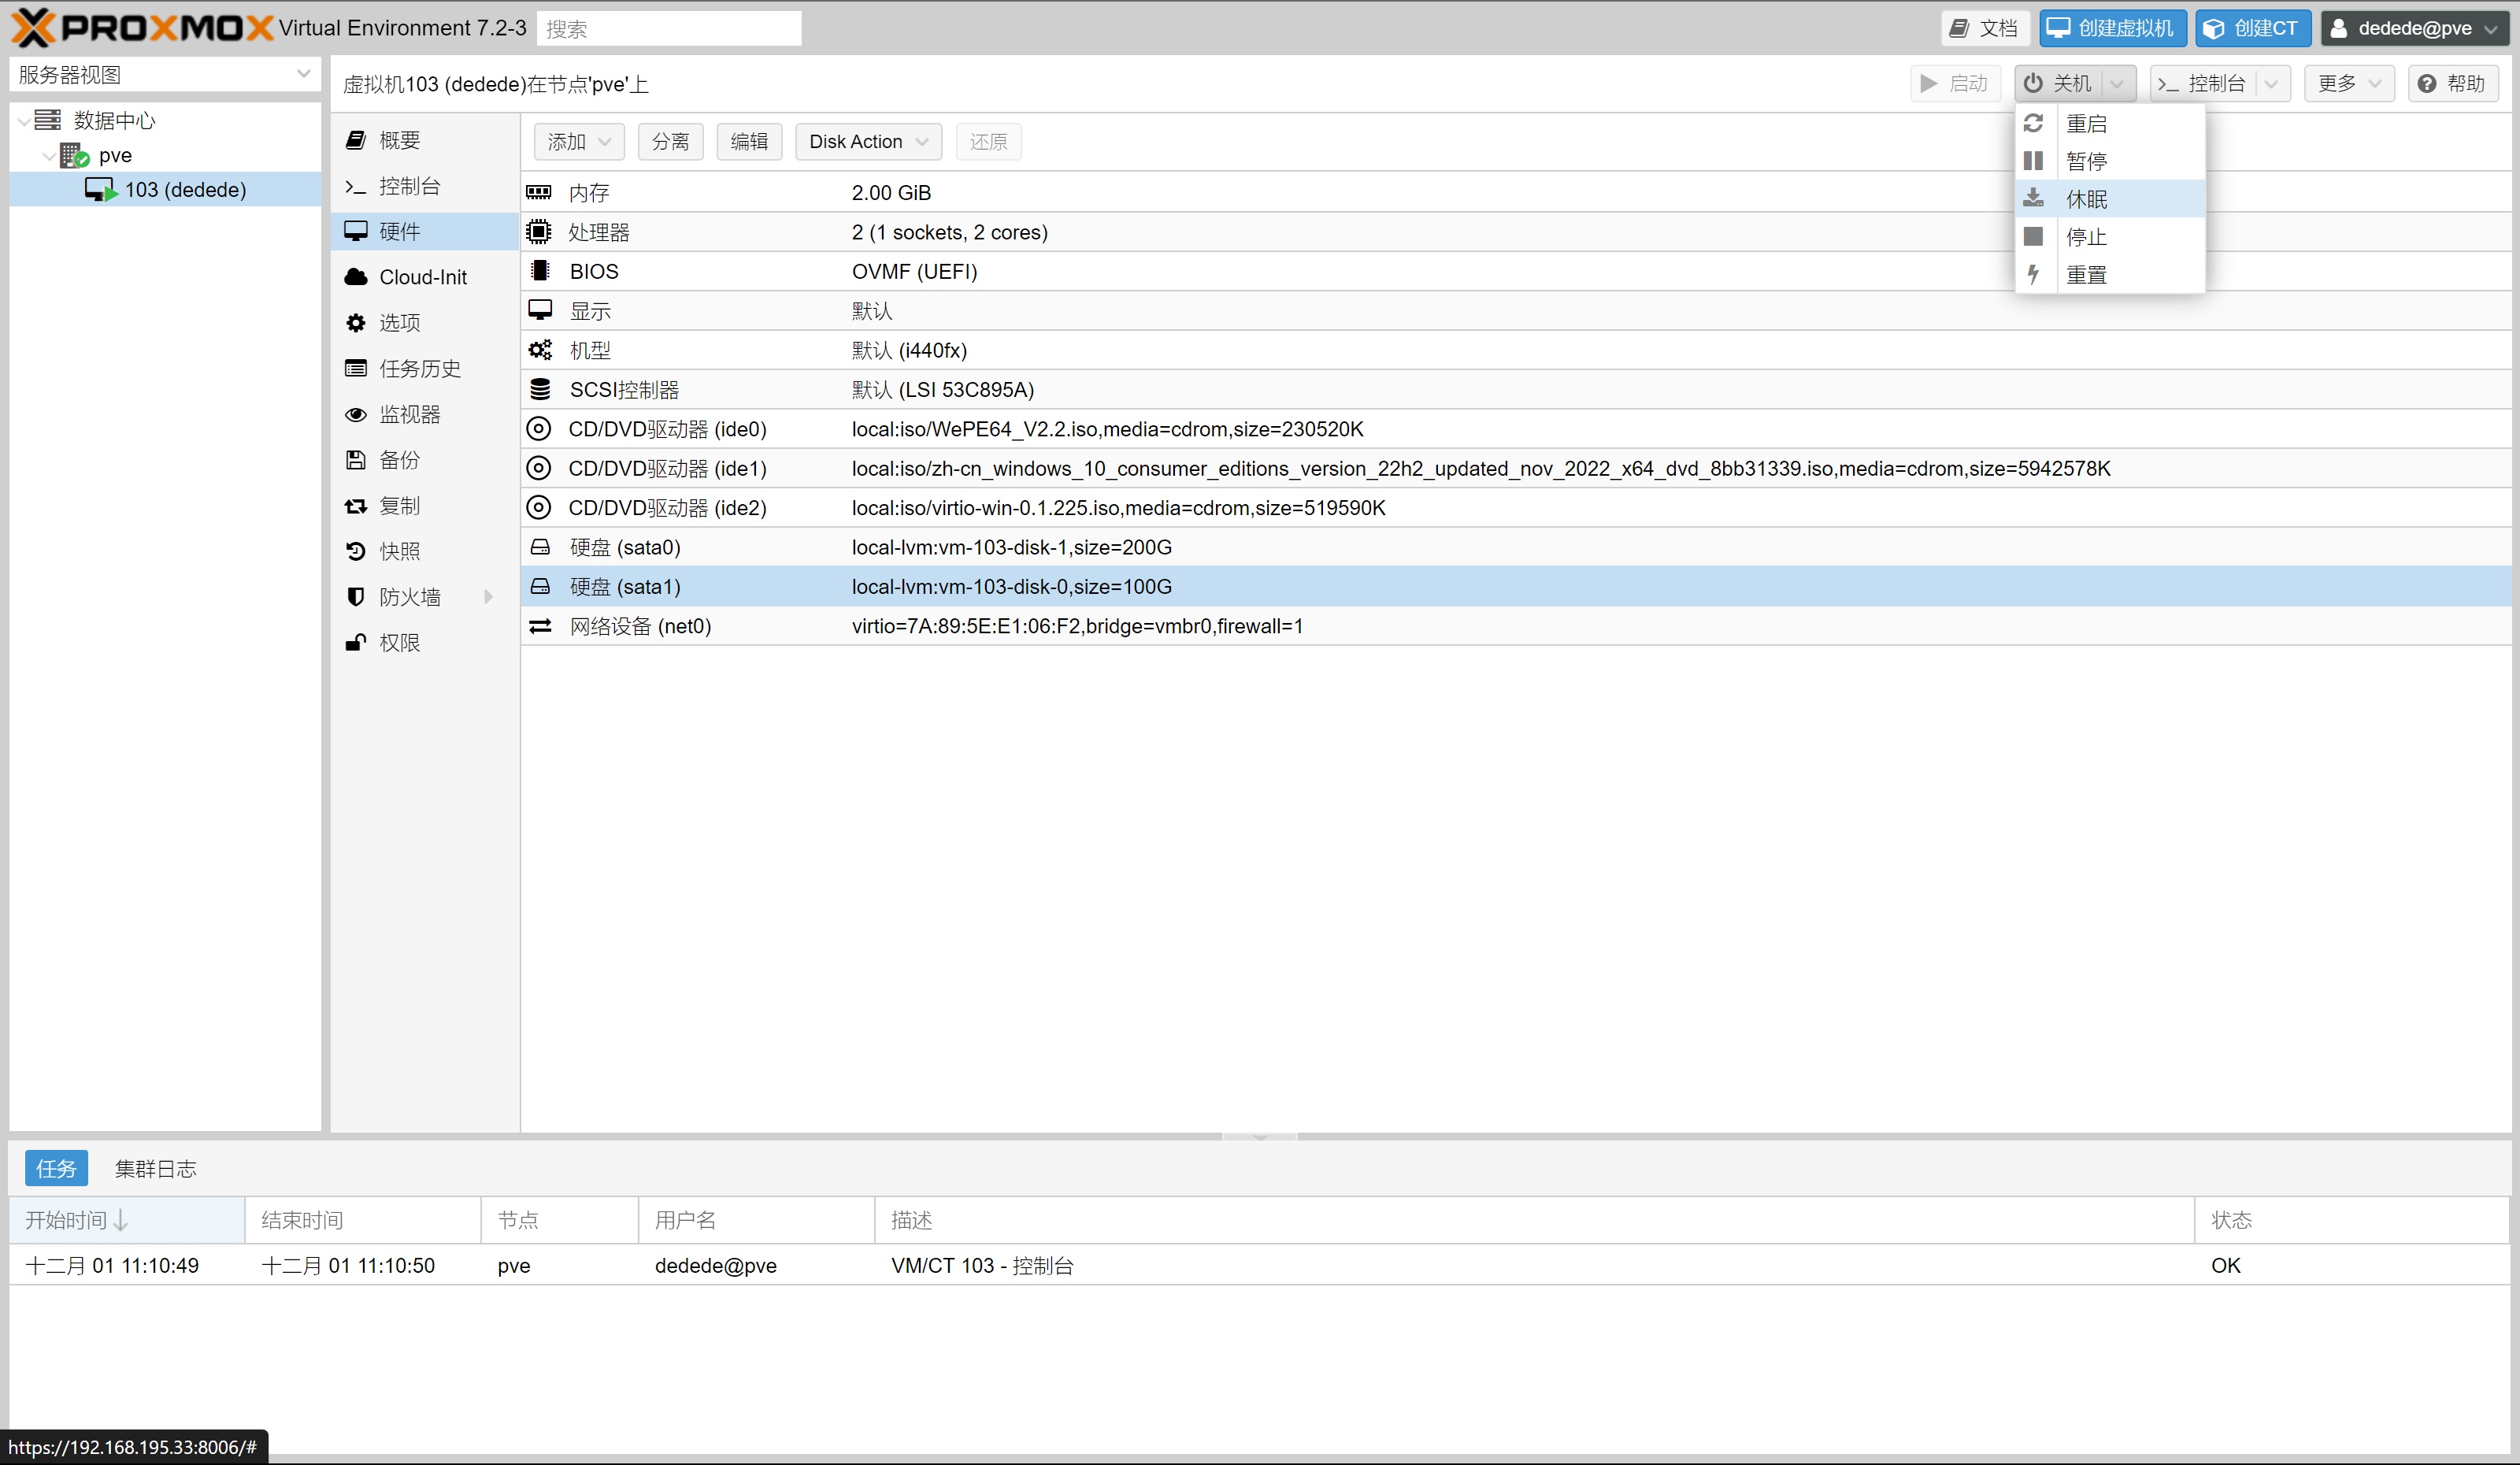 PROXMOX Virtual Environment 7.2-3 搜索 文档 创建虚拟机 创建CT dedede@pve
服务器视图
数据中心
pve
103 (dedede)
虚拟机103 (dedede)在节点'pve'上 启动 关机 控制台 更多 帮助
重启
暂停
休眠
停止
重置
概要
控制台
硬件
Cloud-Init
选项
任务历史
监视器
备份
复制
快照
防火墙
权限
添加 分离 编辑 Disk Action 还原
内存 2.00 GiB
处理器 2 (1 sockets, 2 cores)
BIOS OVMF (UEFI)
显示 默认
机型 默认 (i440fx)
SCSI控制器 默认 (LSI 53C895A)
CD/DVD驱动器 (ide0) local:iso/WePE64_V2.2.iso,media=cdrom,size=230520K
CD/DVD驱动器 (ide1) local:iso/zh-cn_windows_10_consumer_editions_version_22h2_updated_nov_2022_x64_dvd_8bb31339.iso,media=cdrom,size=5942578K
CD/DVD驱动器 (ide2) local:iso/virtio-win-0.1.225.iso,media=cdrom,size=519590K
硬盘 (sata0) local-lvm:vm-103-disk-1,size=200G
硬盘 (sata1) local-lvm:vm-103-disk-0,size=100G
网络设备 (net0) virtio=7A:89:5E:E1:06:F2,bridge=vmbr0,firewall=1
任务 集群日志
开始时间 结束时间 节点 用户名 描述 状态
十二月 01 11:10:49 十二月 01 11:10:50 pve dedede@pve VM/CT 103 - 控制台 OK
https://192.168.195.33:8006/#